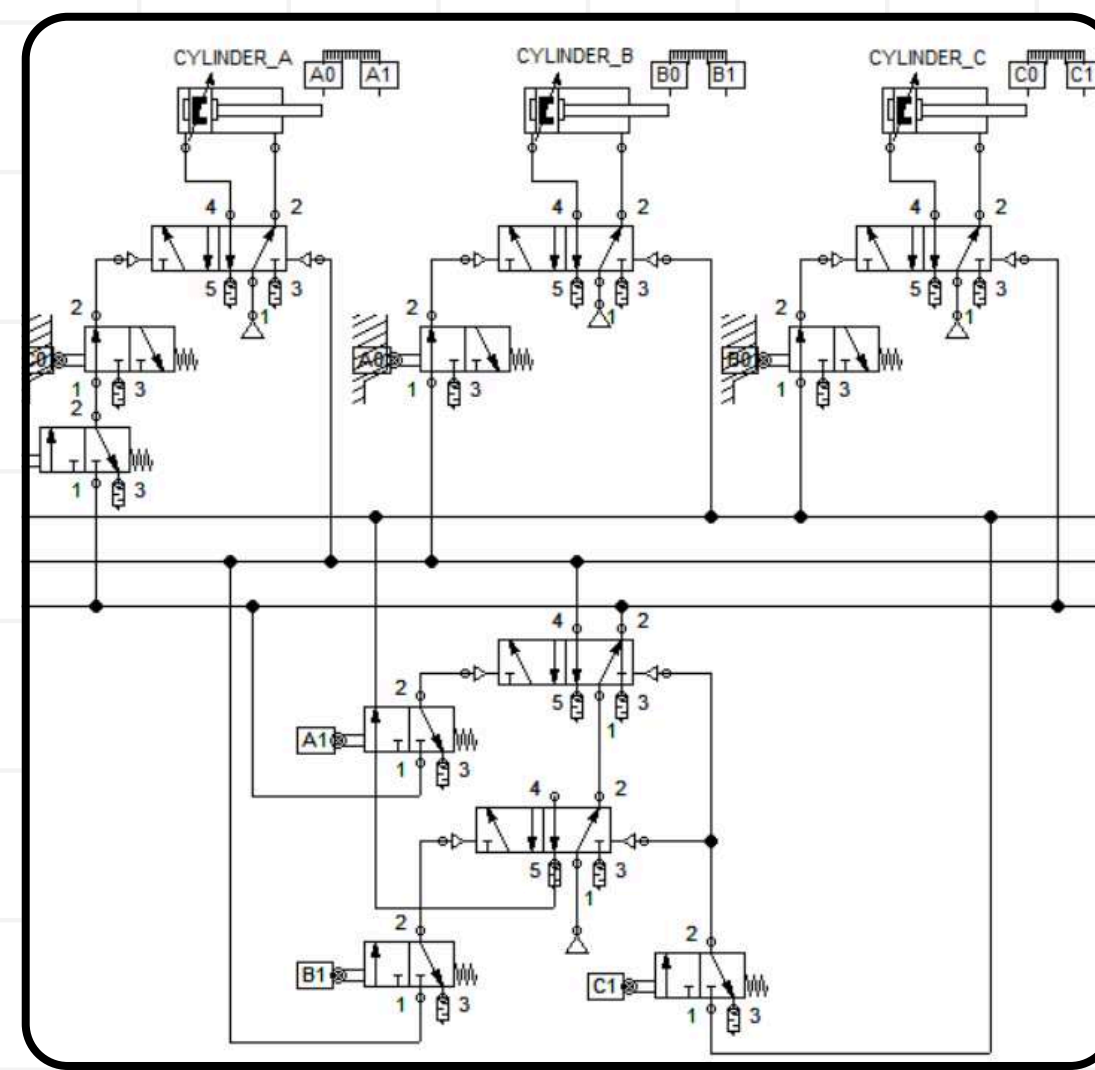 CYLINDER_A A0 A1 CYLINDER_B B0 B1 CYLINDER_C C0 C1
4 2 4 2 4 2
5 3 5 3 5 3
2 1 2 1 2 1
A0 B0
1 3 1 3 1 3
2
1 3
4 2
2 5 3
1
A1
1 3
4 2
5 3
1
2 2
B1 C1
1 3 1 3